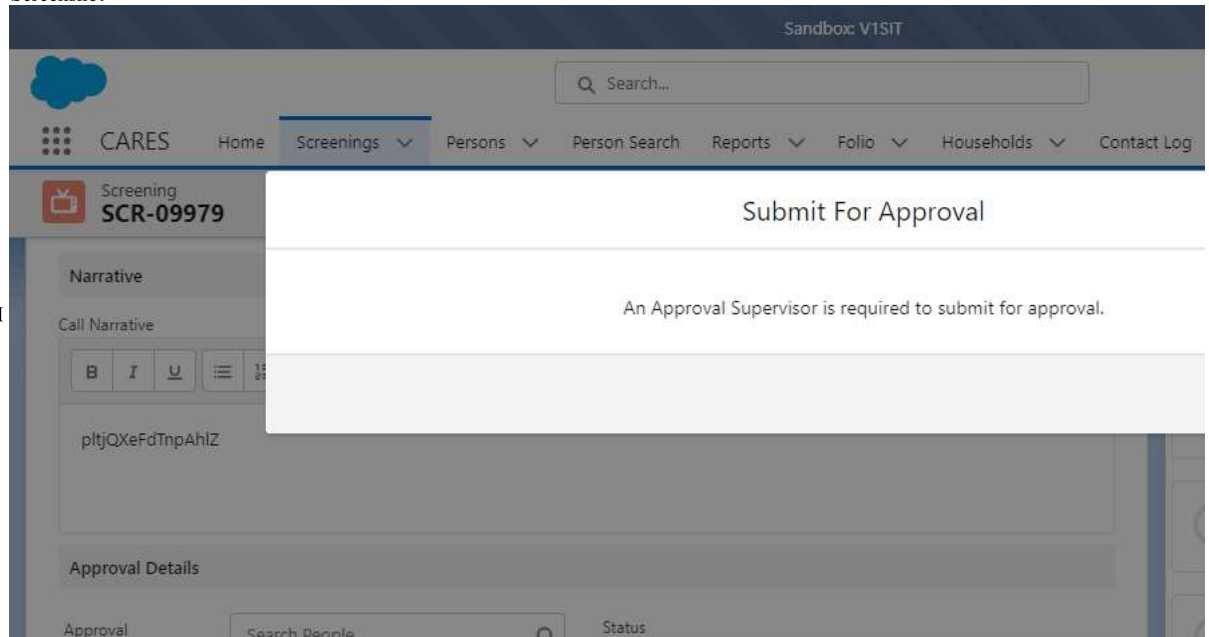 Sandbox: V1SIT
Search...
CARES Home Screenings Persons Person Search Reports Folio Households Contact Log
Screening
SCR-09979
Submit For Approval
Narrative
An Approval Supervisor is required to submit for approval.
Call Narrative
B I U
pltjQXeFdTnpAhlZ
Approval Details
Approval Search People Status